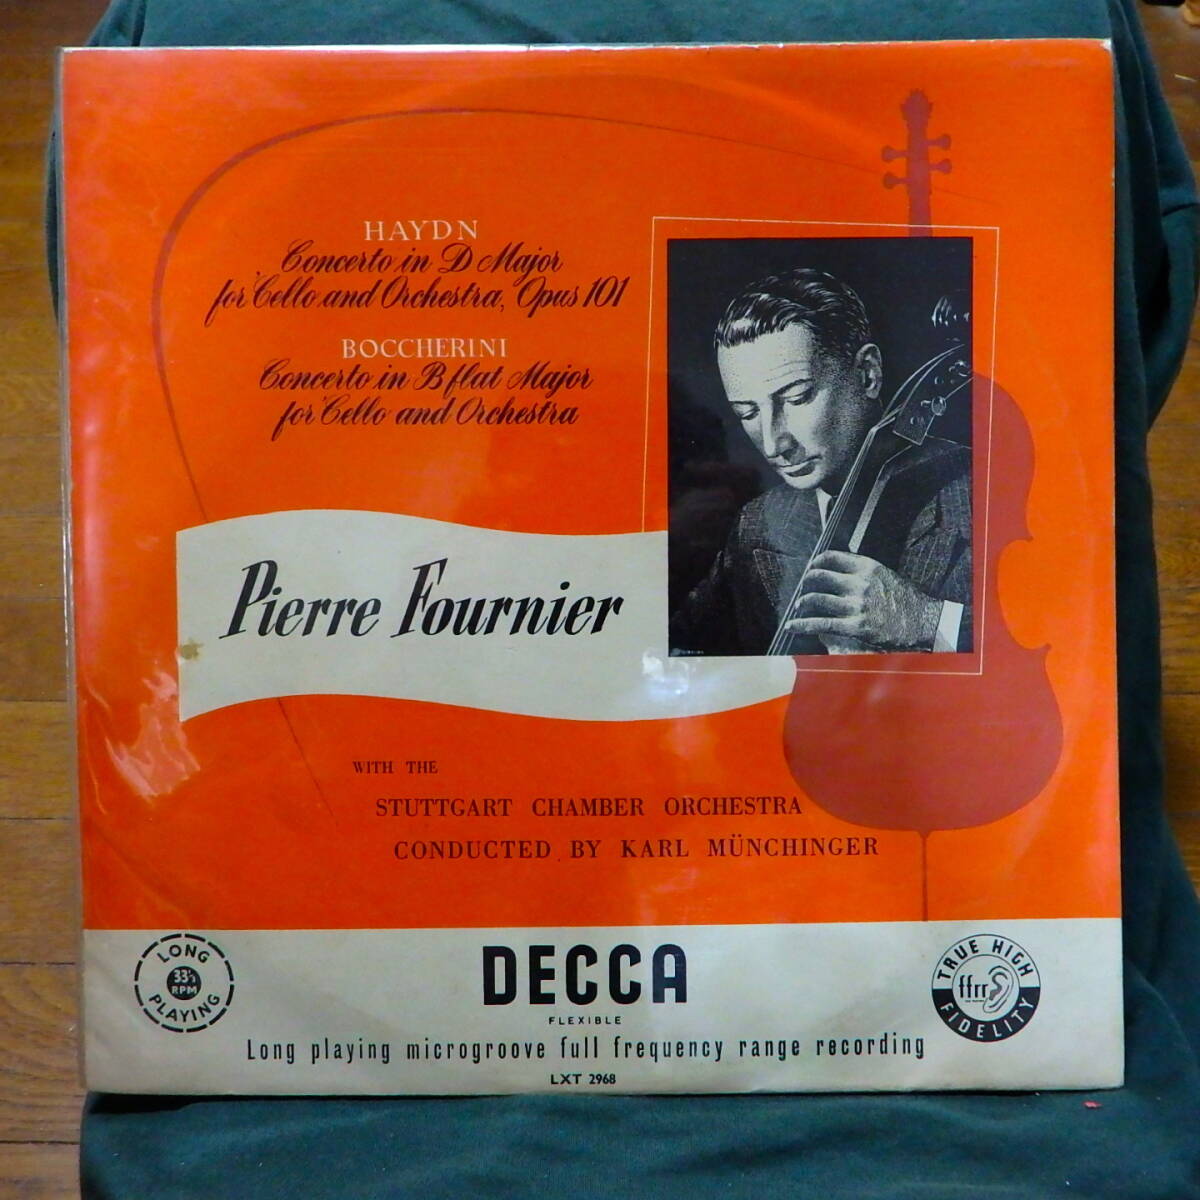 HAYDN
Concerto in D Major
for 'Cello and Orchestra, Opus 101
BOCCHERINI
Concerto in B flat Major
for 'Cello and Orchestra
Pierre Fournier
WITH THE
STUTTGART CHAMBER ORCHESTRA
CONDUCTED BY KARL MÜNCHINGER
LONG
33⅓
RPM
PLAYING
DECCA
FLEXIBLE
Long playing microgroove full frequency range recording
LXT 2968
TRUE HIGH
ffrr
FIDELITY